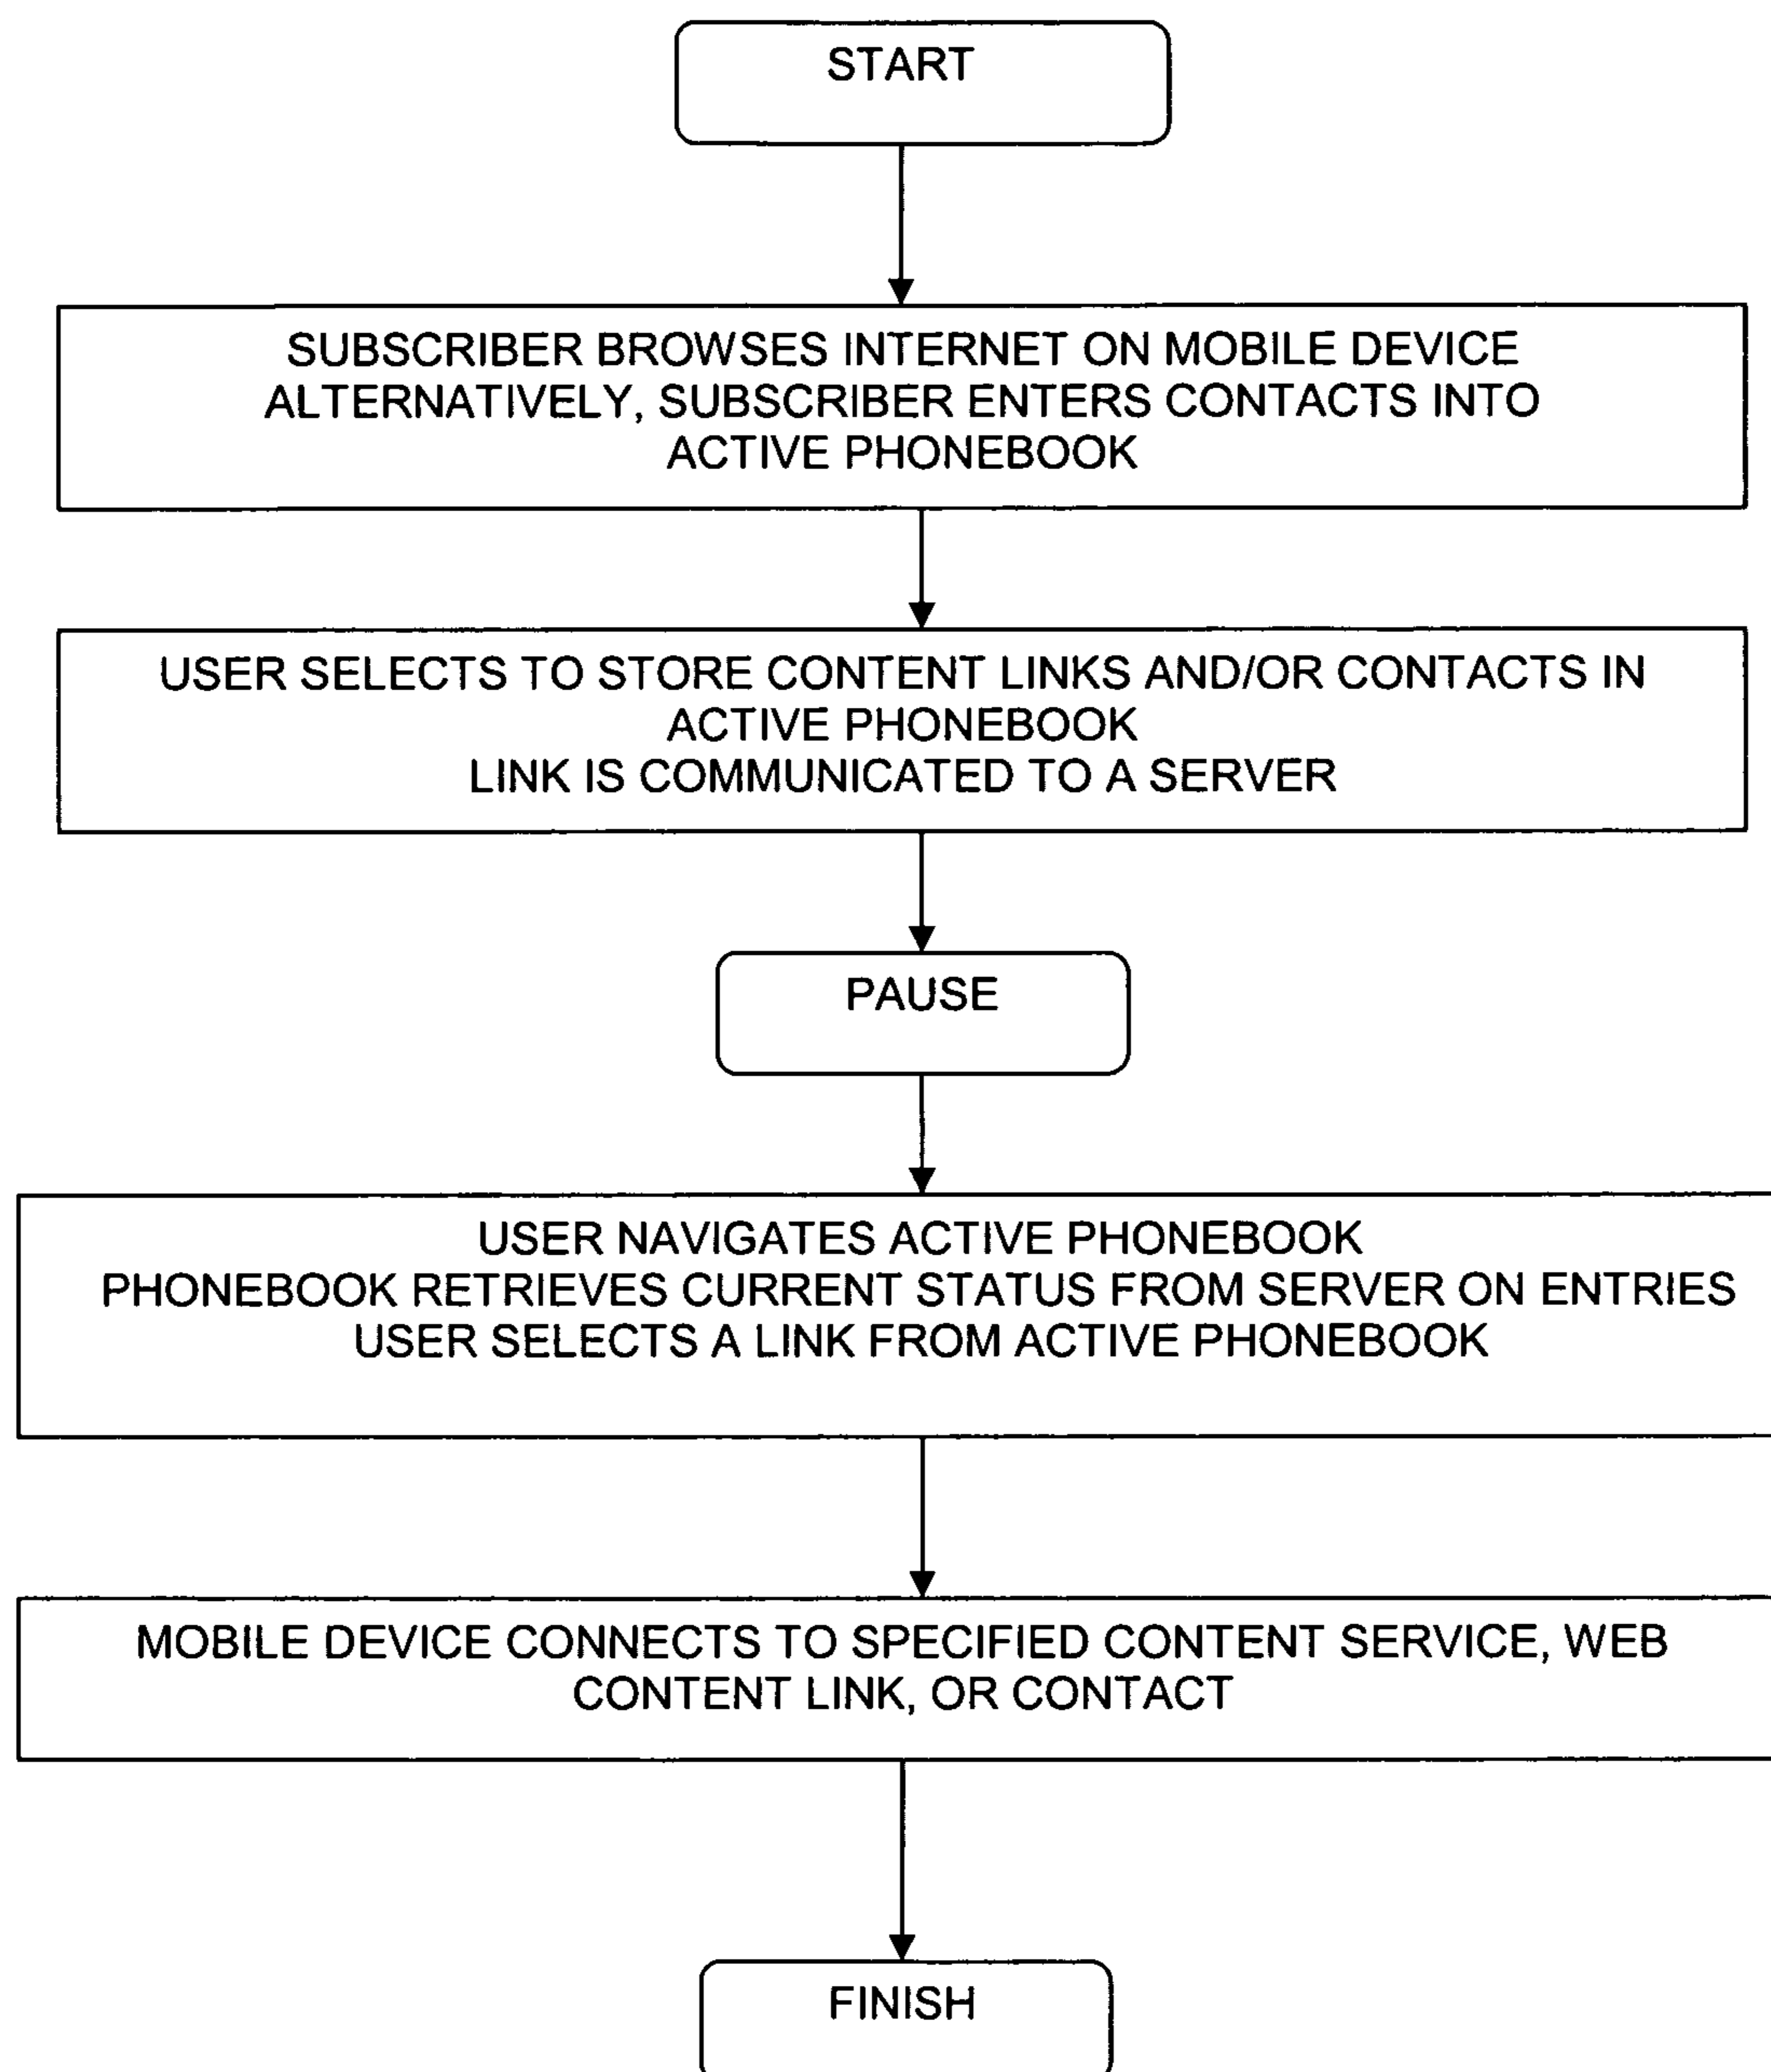 START
SUBSCRIBER BROWSES INTERNET ON MOBILE DEVICE
ALTERNATIVELY, SUBSCRIBER ENTERS CONTACTS INTO
ACTIVE PHONEBOOK
USER SELECTS TO STORE CONTENT LINKS AND/OR CONTACTS IN
ACTIVE PHONEBOOK
LINK IS COMMUNICATED TO A SERVER
PAUSE
USER NAVIGATES ACTIVE PHONEBOOK
PHONEBOOK RETRIEVES CURRENT STATUS FROM SERVER ON ENTRIES
USER SELECTS A LINK FROM ACTIVE PHONEBOOK
MOBILE DEVICE CONNECTS TO SPECIFIED CONTENT SERVICE, WEB
CONTENT LINK, OR CONTACT
FINISH